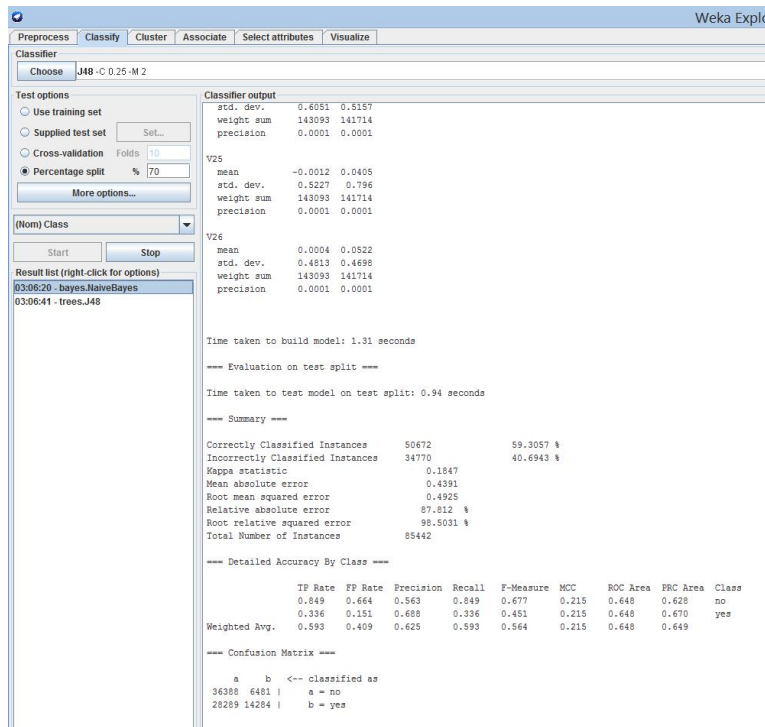 Weka Explo
Preprocess Classify Cluster Associate Select attributes Visualize
Classifier
Choose J48 -C 0.25 -M 2
Test options
Use training set
Supplied test set Set...
Cross-validation Folds 10
Percentage split % 70
More options...
(Nom) Class
Start Stop
Result list (right-click for options)
03:06:20 - bayes.NaiveBayes
03:06:41 - trees.J48
Classifier output
std. dev. 0.6051 0.5157
weight sum 143093 141714
precision 0.0001 0.0001
V25
mean -0.0012 0.0405
std. dev. 0.5227 0.796
weight sum 143093 141714
precision 0.0001 0.0001
V26
mean 0.0004 0.0522
std. dev. 0.4813 0.4698
weight sum 143093 141714
precision 0.0001 0.0001
Time taken to build model: 1.31 seconds
=== Evaluation on test split ===
Time taken to test model on test split: 0.94 seconds
=== Summary ===
Correctly Classified Instances 50672 59.3057 %
Incorrectly Classified Instances 34770 40.6943 %
Kappa statistic 0.1847
Mean absolute error 0.4391
Root mean squared error 0.4925
Relative absolute error 87.812 %
Root relative squared error 98.5031 %
Total Number of Instances 85442
=== Detailed Accuracy By Class ===
TP Rate FP Rate Precision Recall F-Measure MCC ROC Area PRC Area Class
0.849 0.664 0.563 0.849 0.677 0.215 0.648 0.628 no
0.336 0.151 0.688 0.336 0.451 0.215 0.648 0.670 yes
Weighted Avg. 0.593 0.409 0.625 0.593 0.564 0.215 0.648 0.649
=== Confusion Matrix ===
a b <-- classified as
36388 6481 | a = no
28289 14284 | b = yes